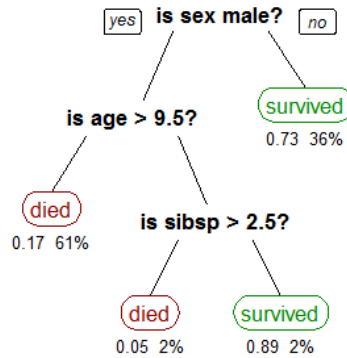 yes is sex male? no
is age > 9.5?
survived
0.73 36%
died
0.17 61%
is sibsp > 2.5?
died survived
0.05 2% 0.89 2%